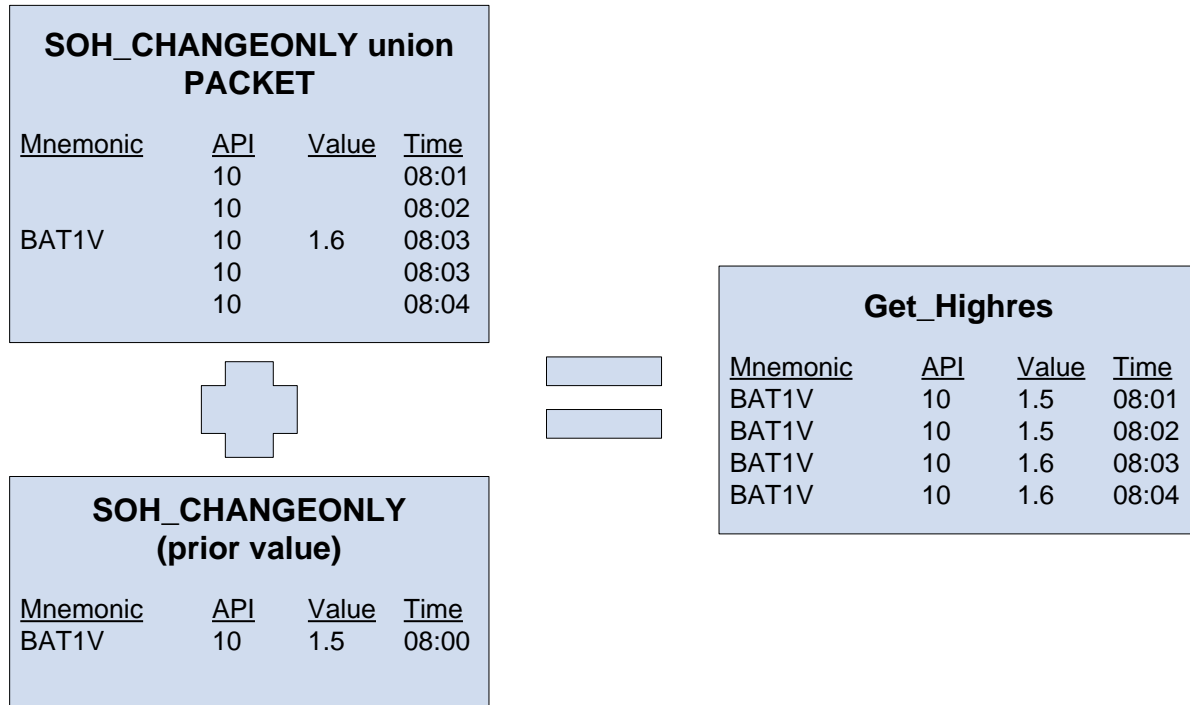 SOH_CHANGEONLY union
PACKET
Mnemonic API Value Time
10 08:01
10 08:02
BAT1V 10 1.6 08:03
10 08:03
10 08:04
SOH_CHANGEONLY
(prior value)
Mnemonic API Value Time
BAT1V 10 1.5 08:00
Get_Highres
Mnemonic API Value Time
BAT1V 10 1.5 08:01
BAT1V 10 1.5 08:02
BAT1V 10 1.6 08:03
BAT1V 10 1.6 08:04